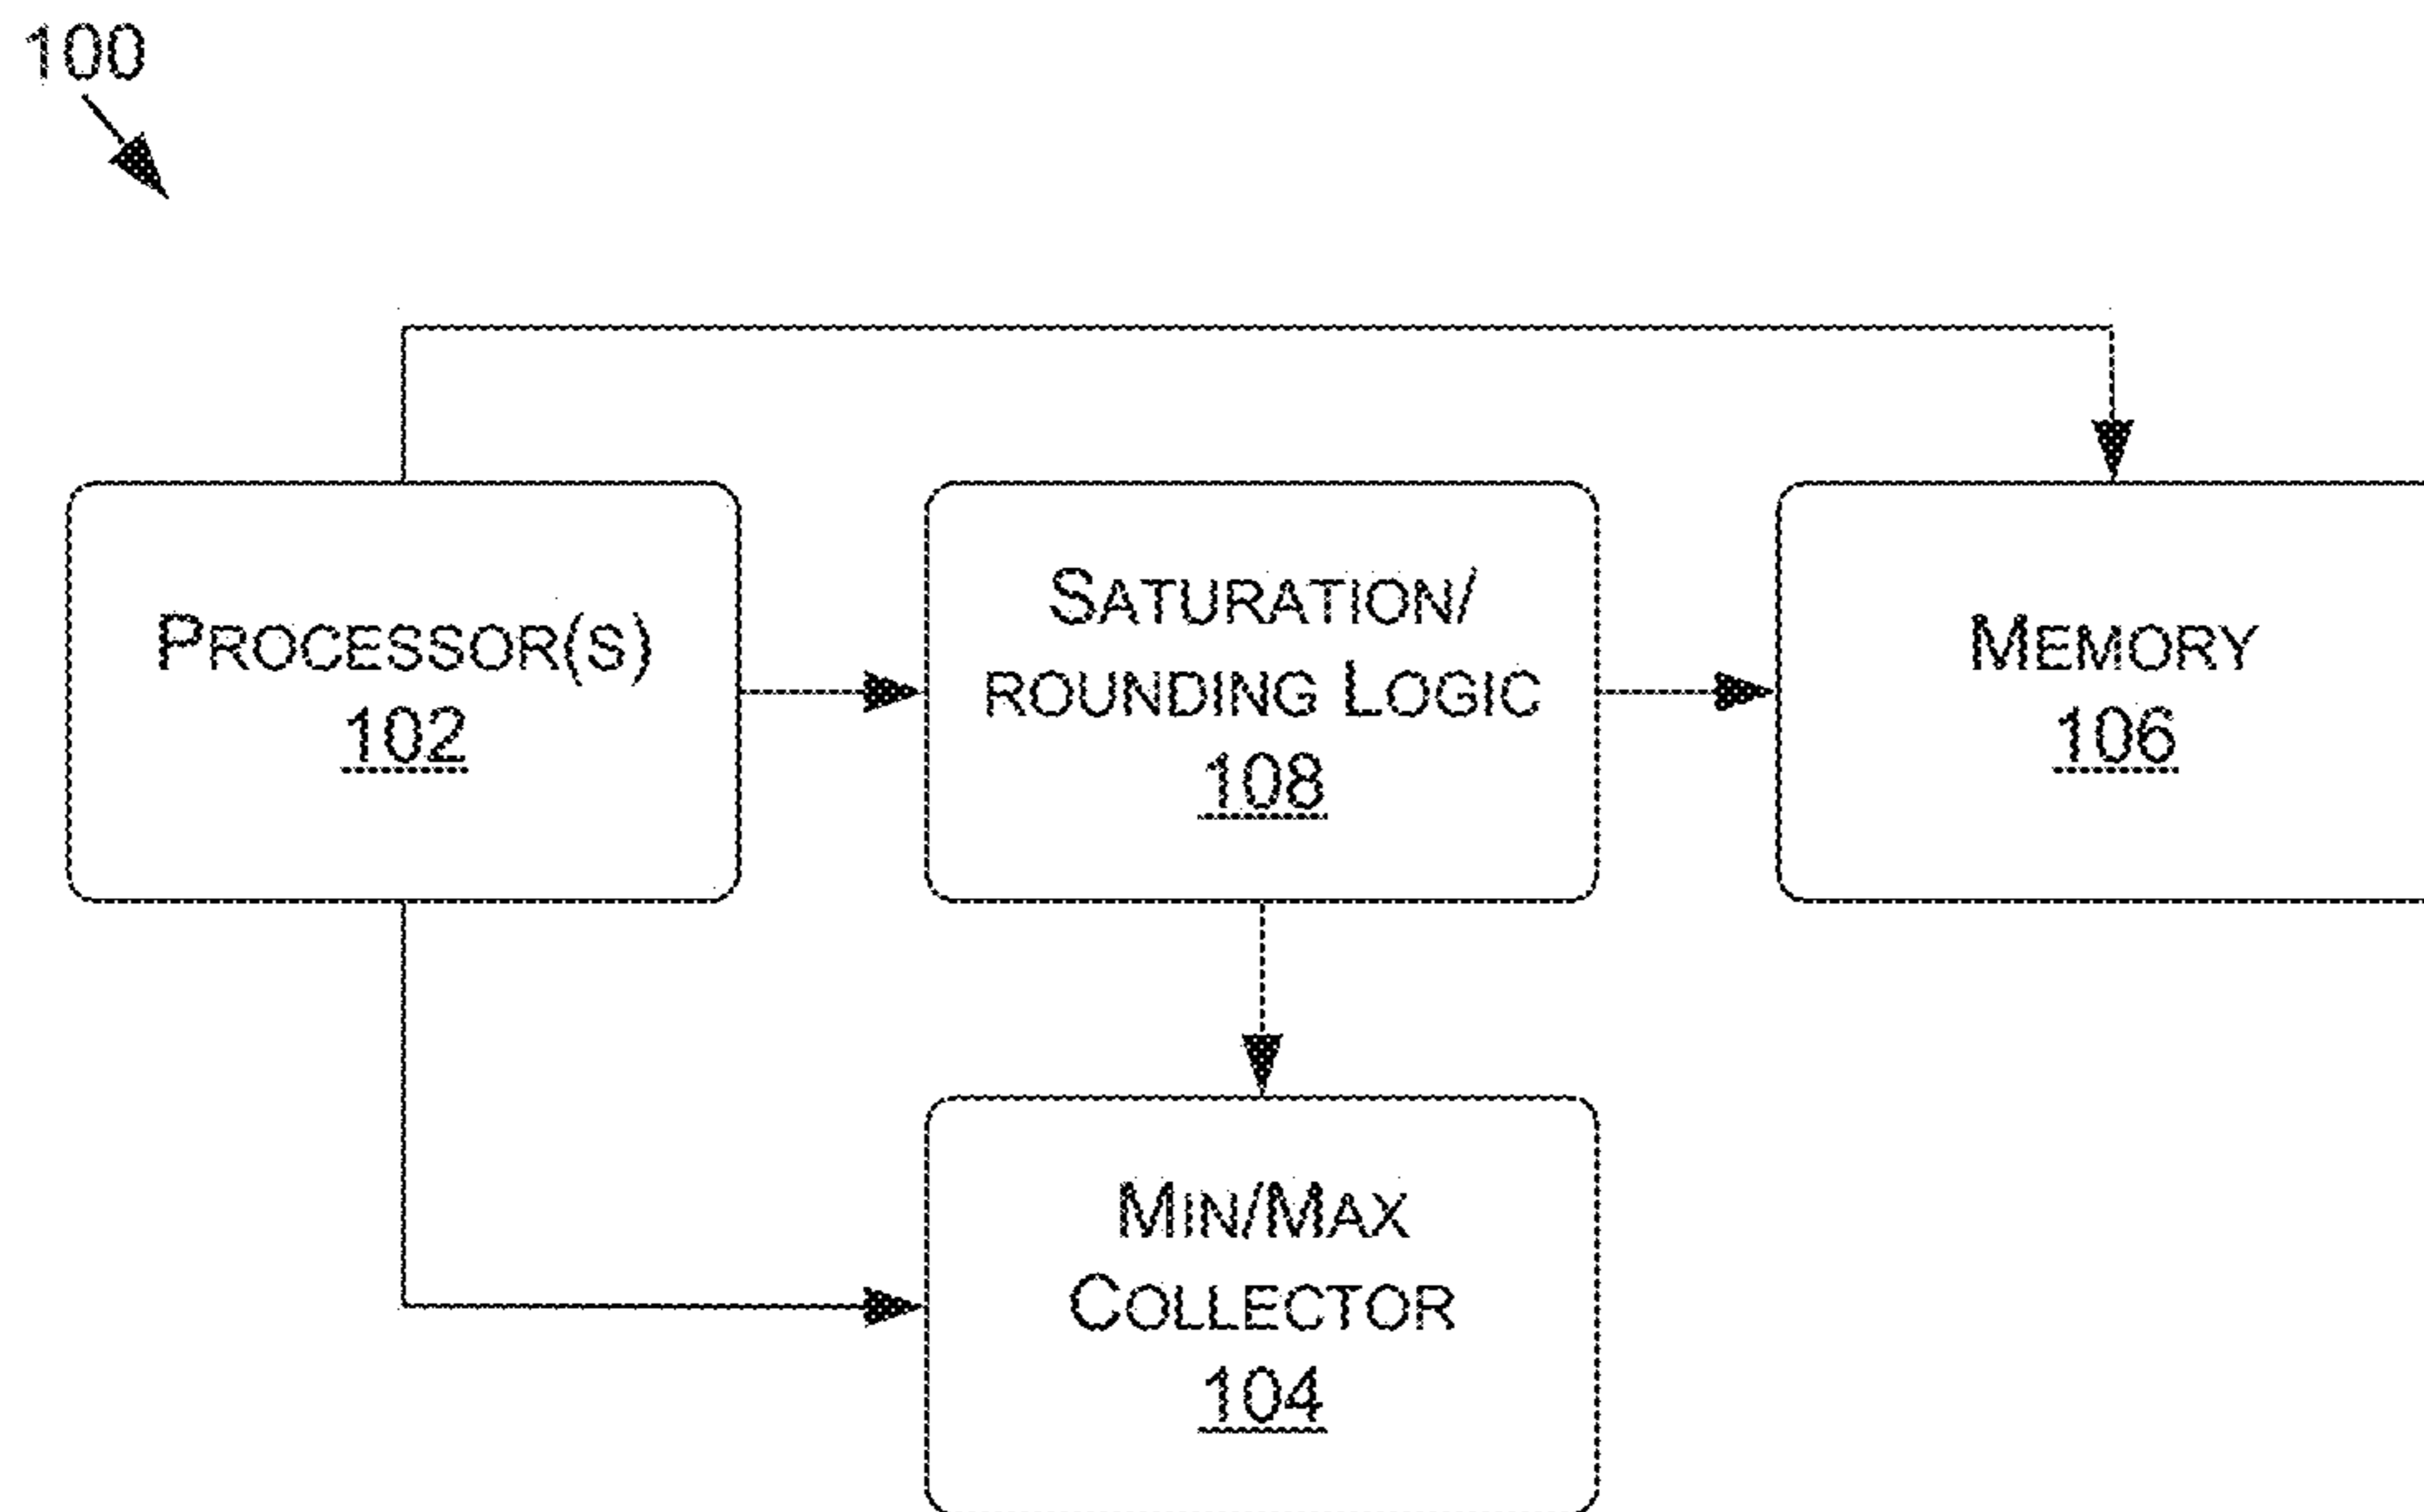 100
PROCESSOR(S)
102
SATURATION/
ROUNDING LOGIC
108
MEMORY
106
MIN/MAX
COLLECTOR
104